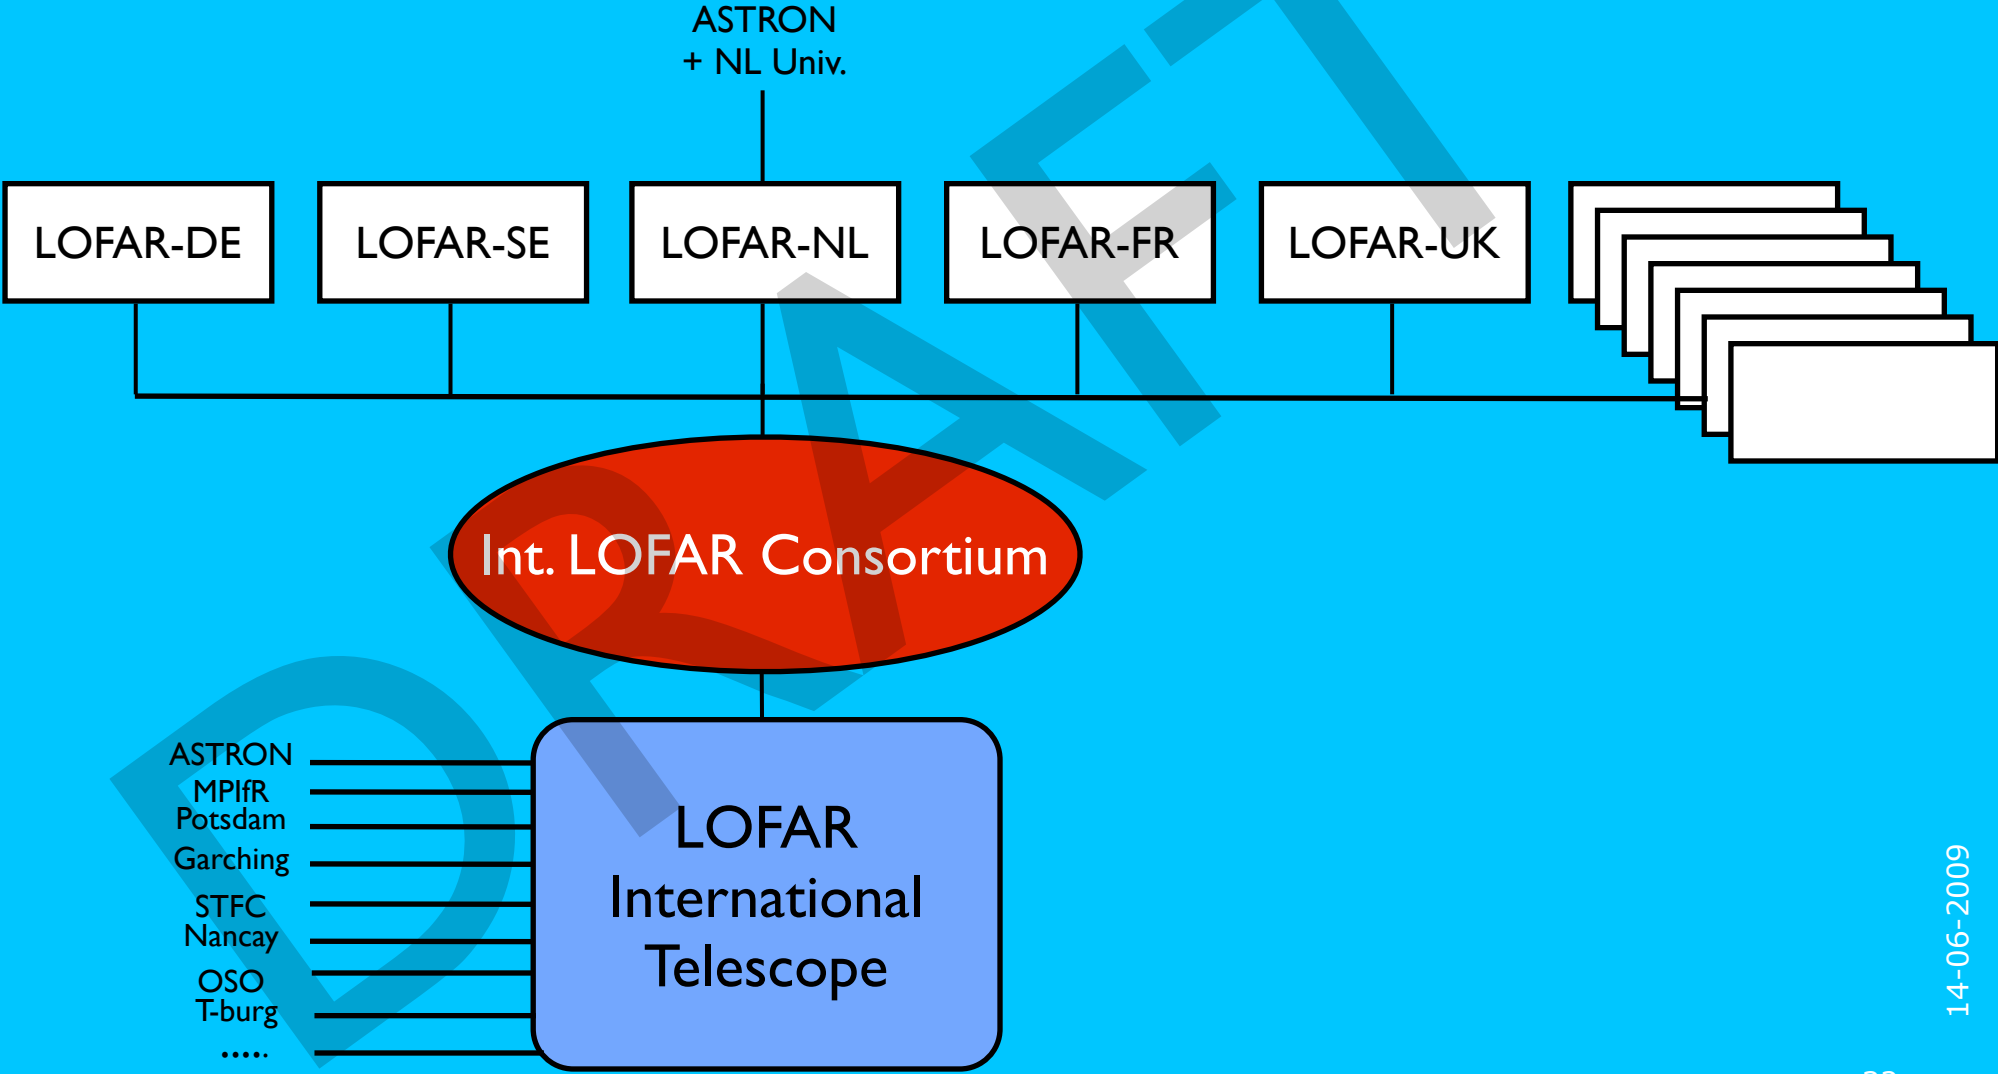 ASTRON
+ NL Univ.
LOFAR-DE
LOFAR-SE
LOFAR-NL
LOFAR-FR
LOFAR-UK
Int. LOFAR Consortium
ASTRON
MPIfR
Potsdam
Garching
STFC
Nancay
OSO
T-burg
.....
LOFAR
International
Telescope
DRAFT
14-06-2009